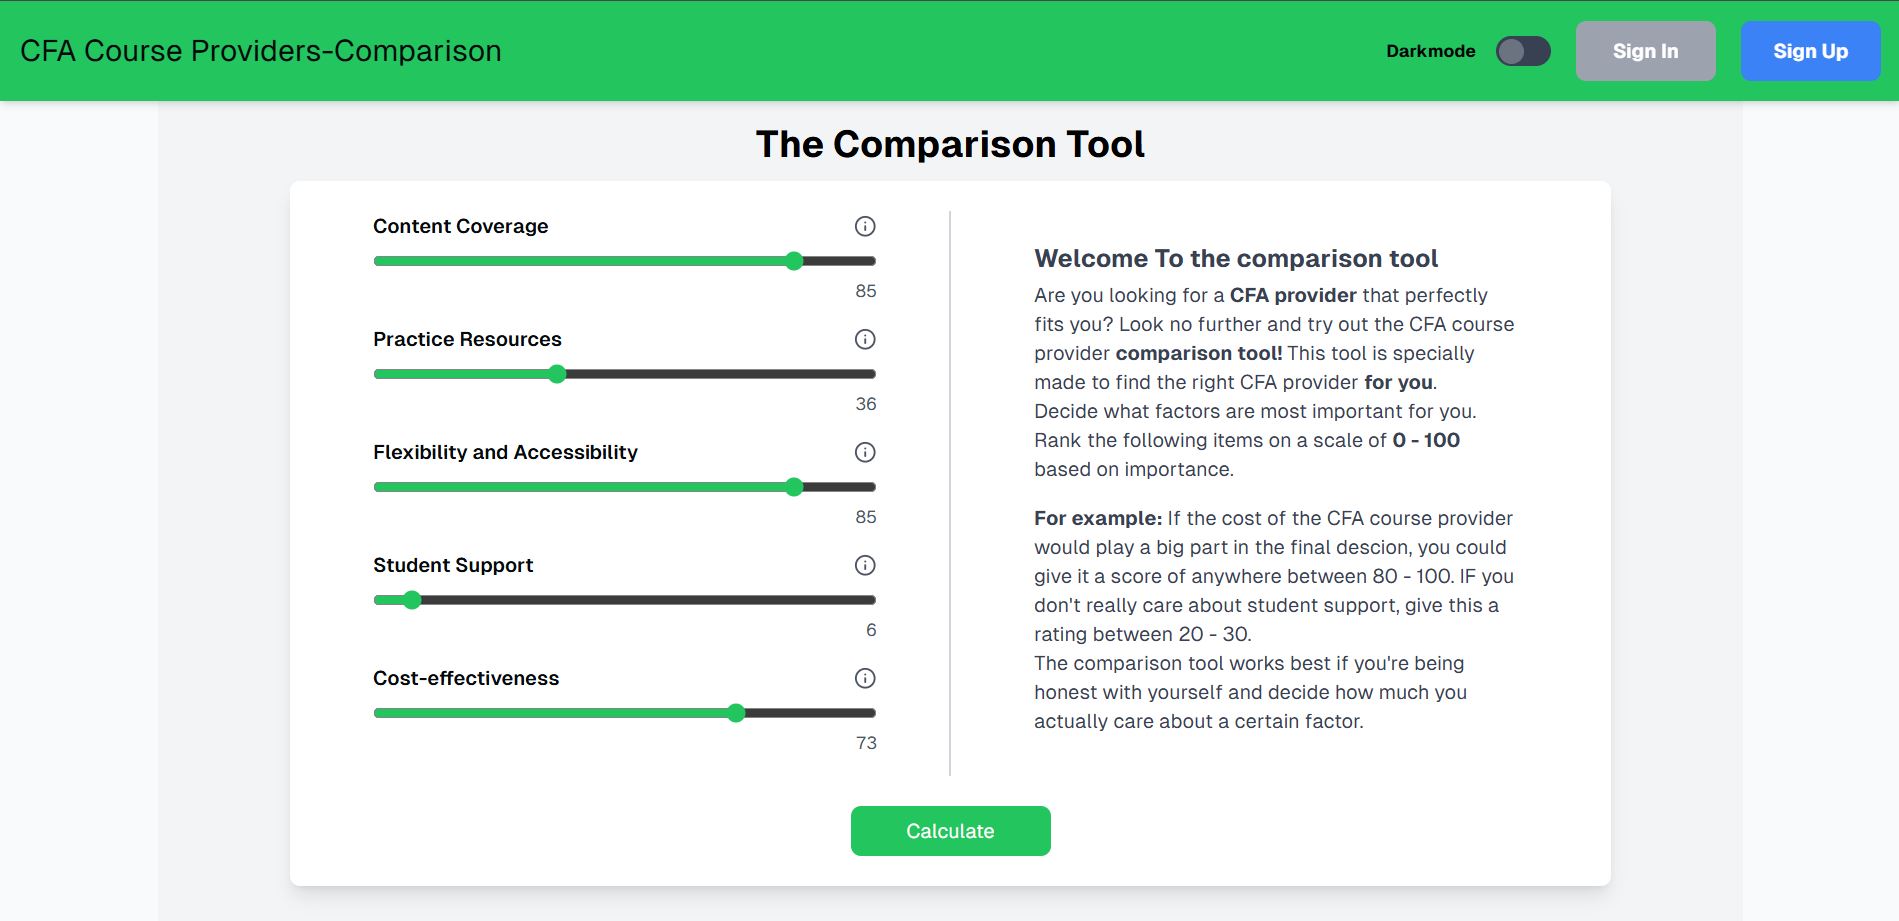 CFA Course Providers-Comparison
Darkmode
Sign In
Sign Up
The Comparison Tool
Content Coverage
85
Practice Resources
36
Flexibility and Accessibility
85
Student Support
6
Cost-effectiveness
73
Welcome To the comparison tool
Are you looking for a CFA provider that perfectly
fits you? Look no further and try out the CFA course
provider comparison tool! This tool is specially
made to find the right CFA provider for you.
Decide what factors are most important for you.
Rank the following items on a scale of 0 - 100
based on importance.
For example: If the cost of the CFA course provider
would play a big part in the final descion, you could
give it a score of anywhere between 80 - 100. IF you
don't really care about student support, give this a
rating between 20 - 30.
The comparison tool works best if you're being
honest with yourself and decide how much you
actually care about a certain factor.
Calculate